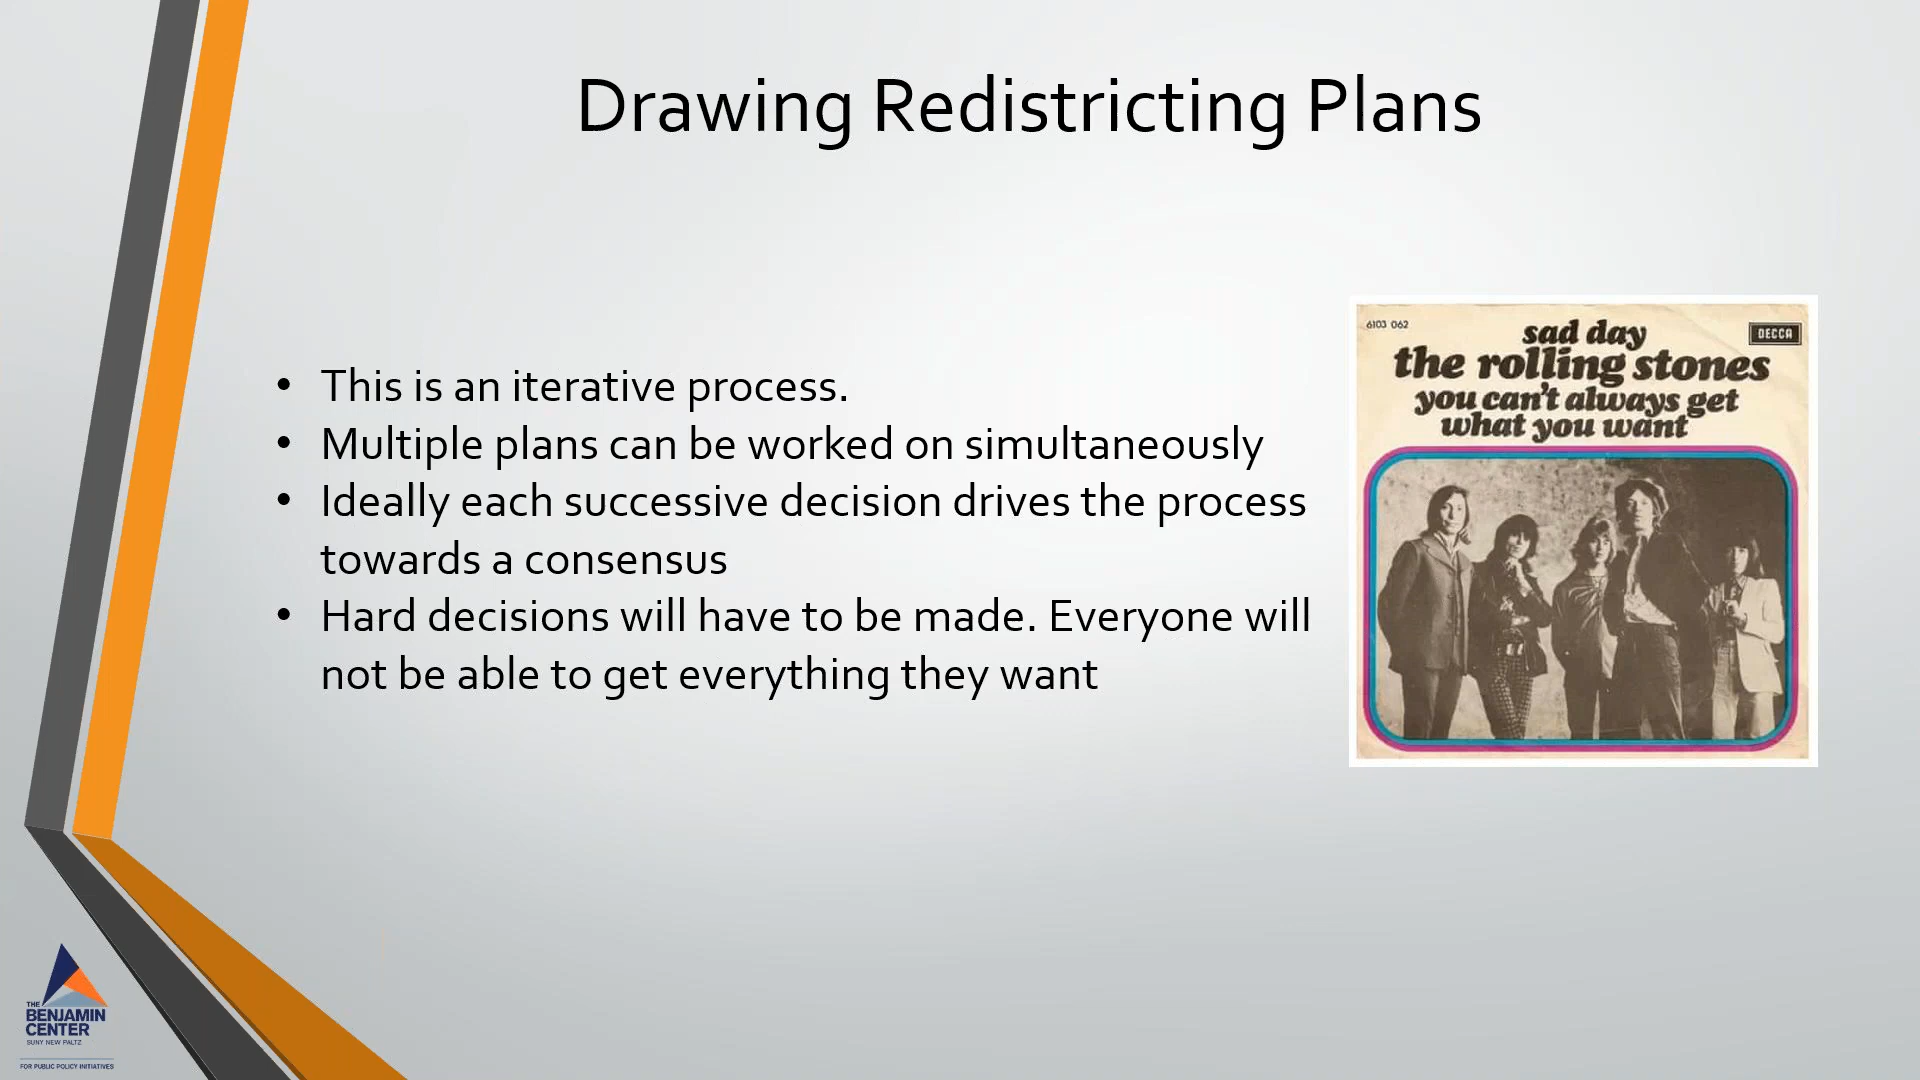 Drawing Redistricting Plans
• This is an iterative process.
• Multiple plans can be worked on simultaneously
• Ideally each successive decision drives the process
towards a consensus
• Hard decisions will have to be made. Everyone will
not be able to get everything they want
6103 062
DECCA
sad day
the rolling stones
you can't always get
what you want
THE
BENJAMIN
CENTER
SUNY NEW PALTZ
FOR PUBLIC POLICY INITIATIVES